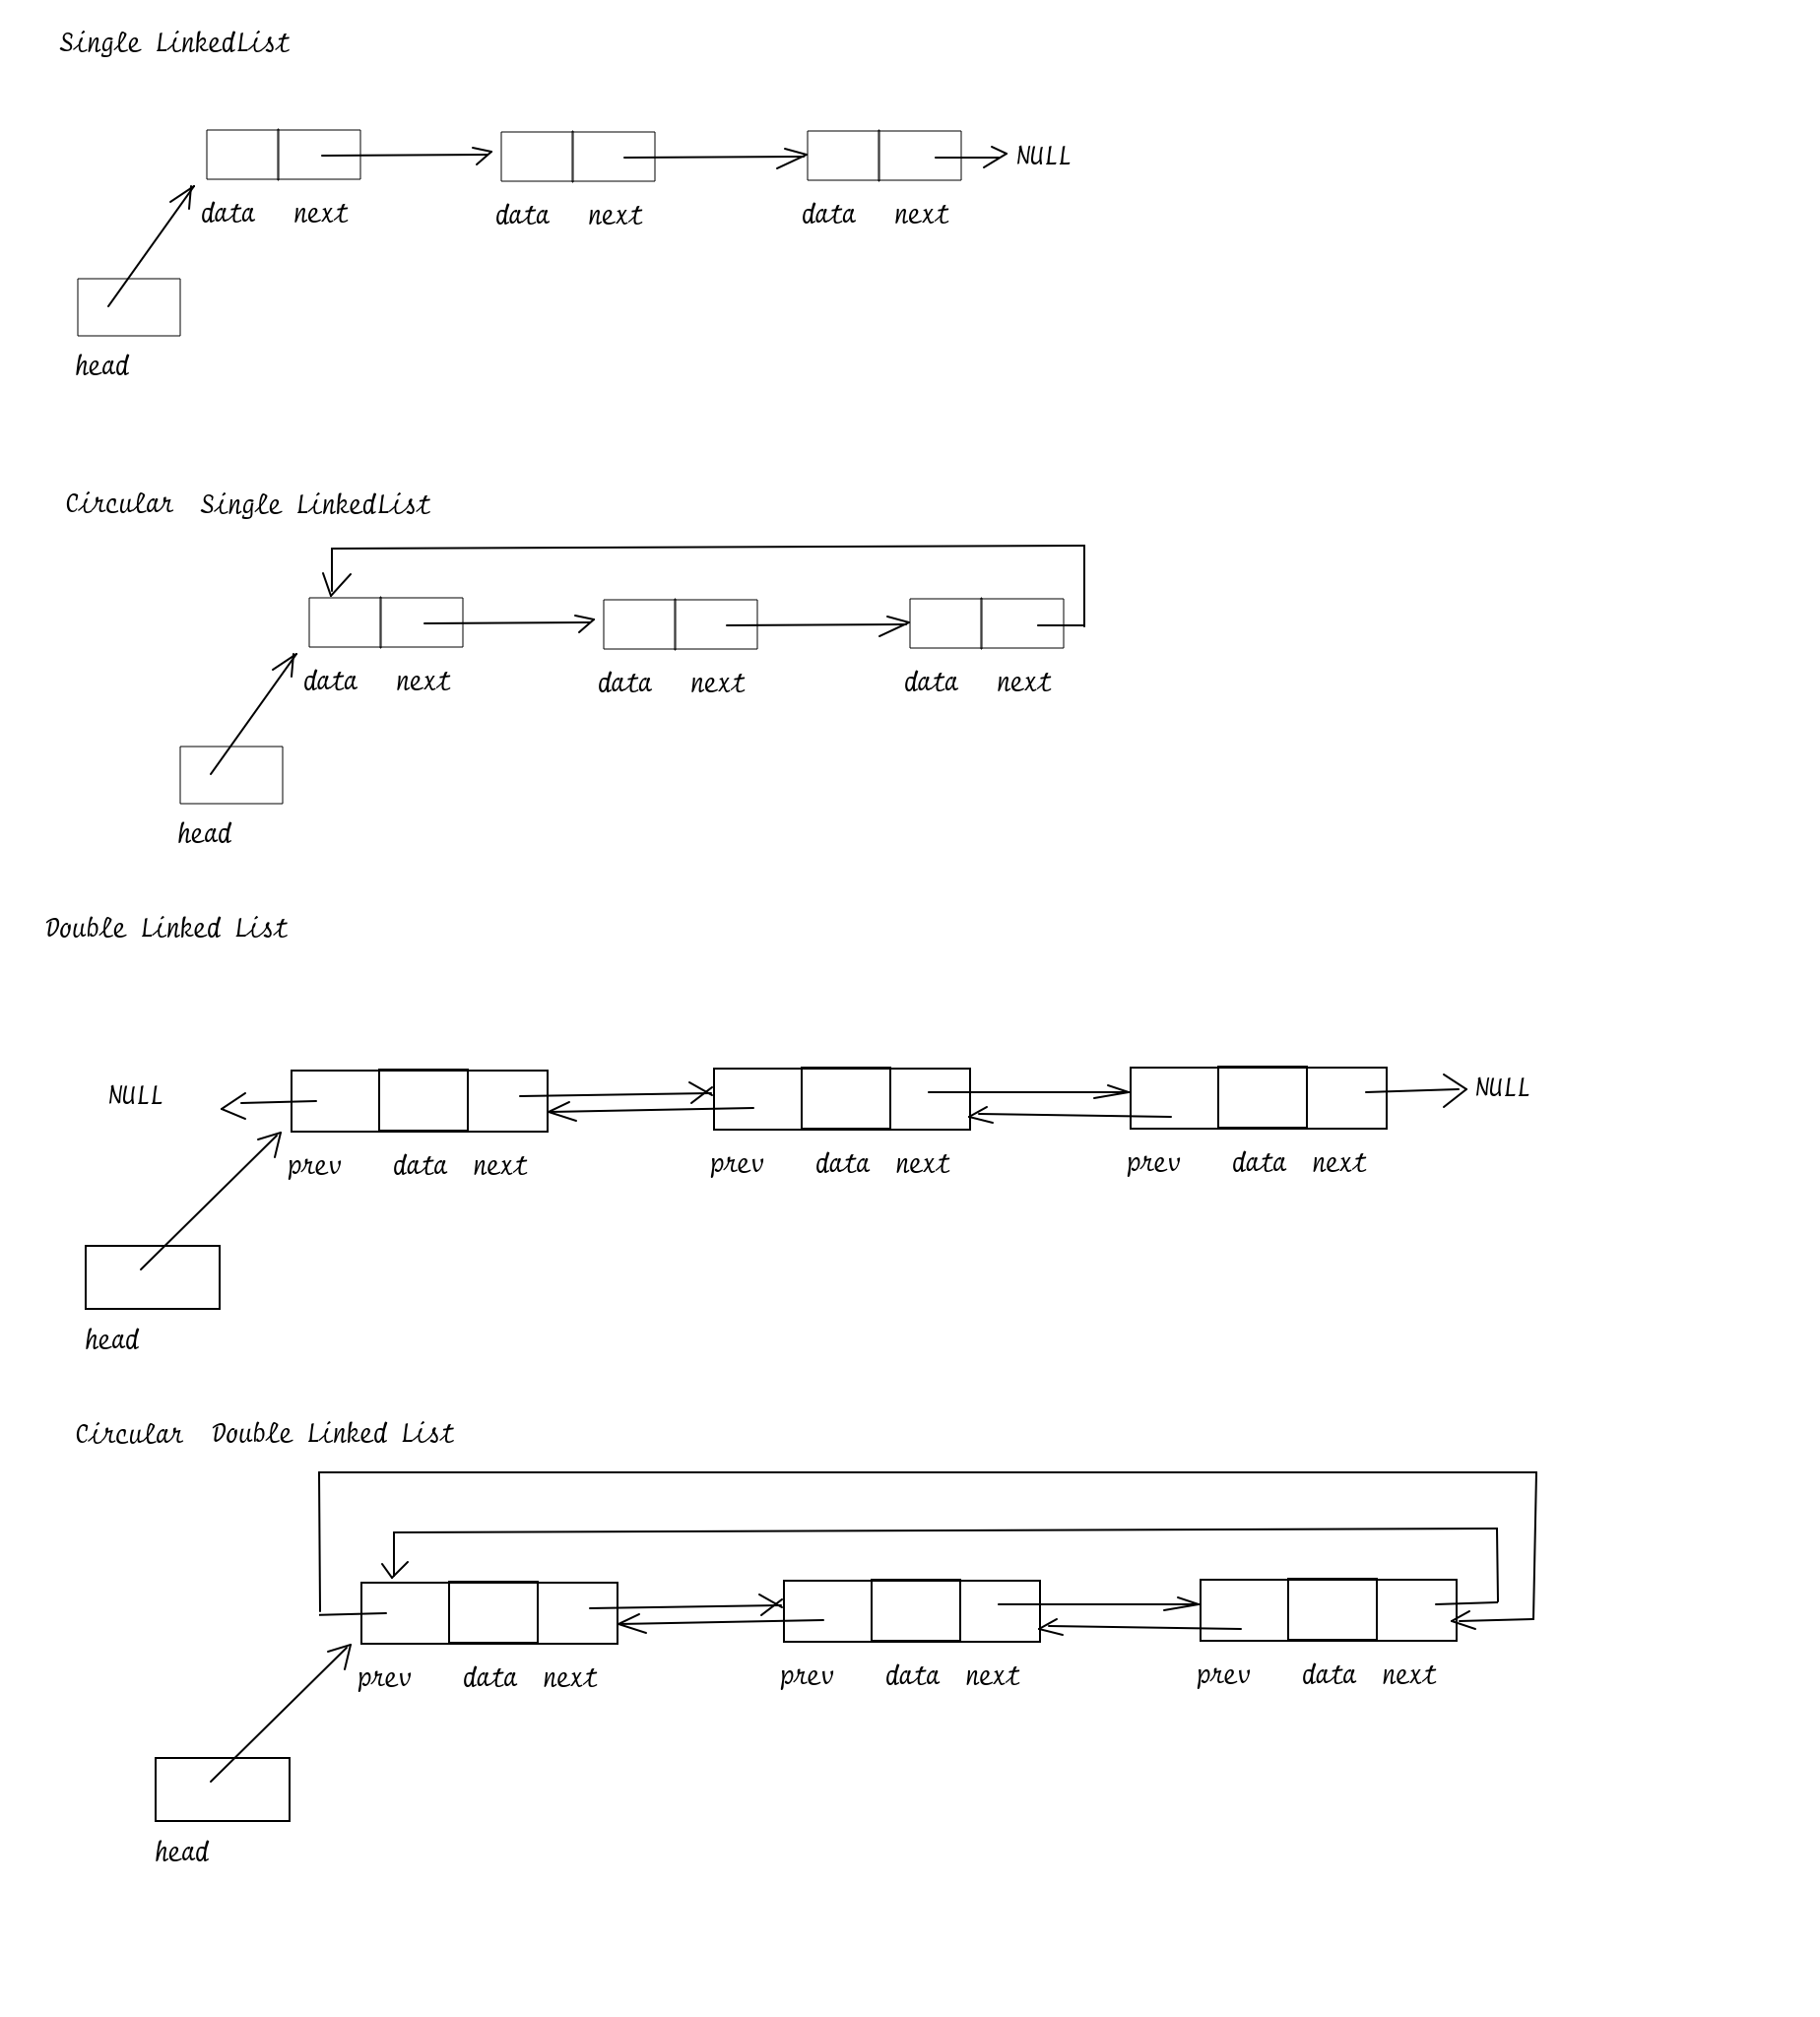 Single LinkedList
NULL
data next data next data next
head
Circular Single LinkedList
data next data next data next
head
Double Linked List
NULL NULL
prev data next prev data next prev data next
head
Circular Double Linked List
prev data next prev data next prev data next
head